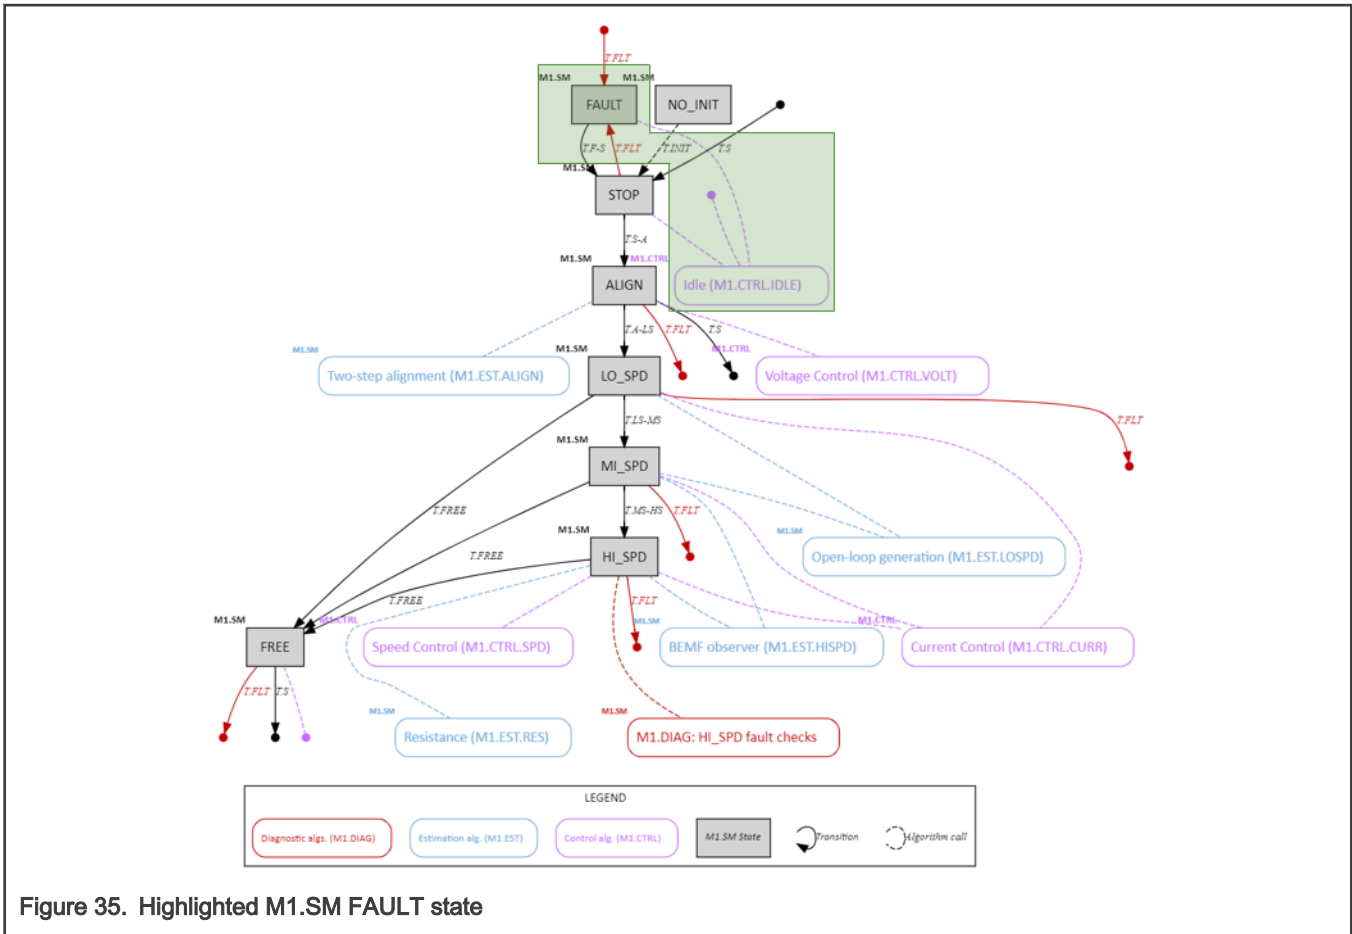 T.FLT
M1.SM M1.SM
FAULT NO_INIT
T.F-S T.FLT T.INIT T.S
M1.SM
STOP
T.S-A
M1.SM M1.CTRL
ALIGN Idle (M1.CTRL.IDLE)
T.A-LS T.FLT T.S
M1.SM M1.SM M1.CTRL
Two-step alignment (M1.EST.ALIGN) LO_SPD Voltage Control (M1.CTRL.VOLT)
T.LS-MS T.FLT
M1.SM
MI_SPD
T.FREE T.MS-HS T.FLT
M1.SM M1.SM
T.FREE HI_SPD Open-loop generation (M1.EST.LOSPD)
T.FREE T.FLT
M1.SM M1.CTRL M1.SM M1.CTRL
FREE Speed Control (M1.CTRL.SPD) BEMF observer (M1.EST.HISPD) Current Control (M1.CTRL.CURR)
T.FLT T.S
M1.SM M1.SM
Resistance (M1.EST.RES) M1.DIAG: HI_SPD fault checks
LEGEND
Diagnostic algs. (M1.DIAG) Estimation alg. (M1.EST) Control alg. (M1.CTRL) M1.SM State Transition Algorithm call
Figure 35. Highlighted M1.SM FAULT state